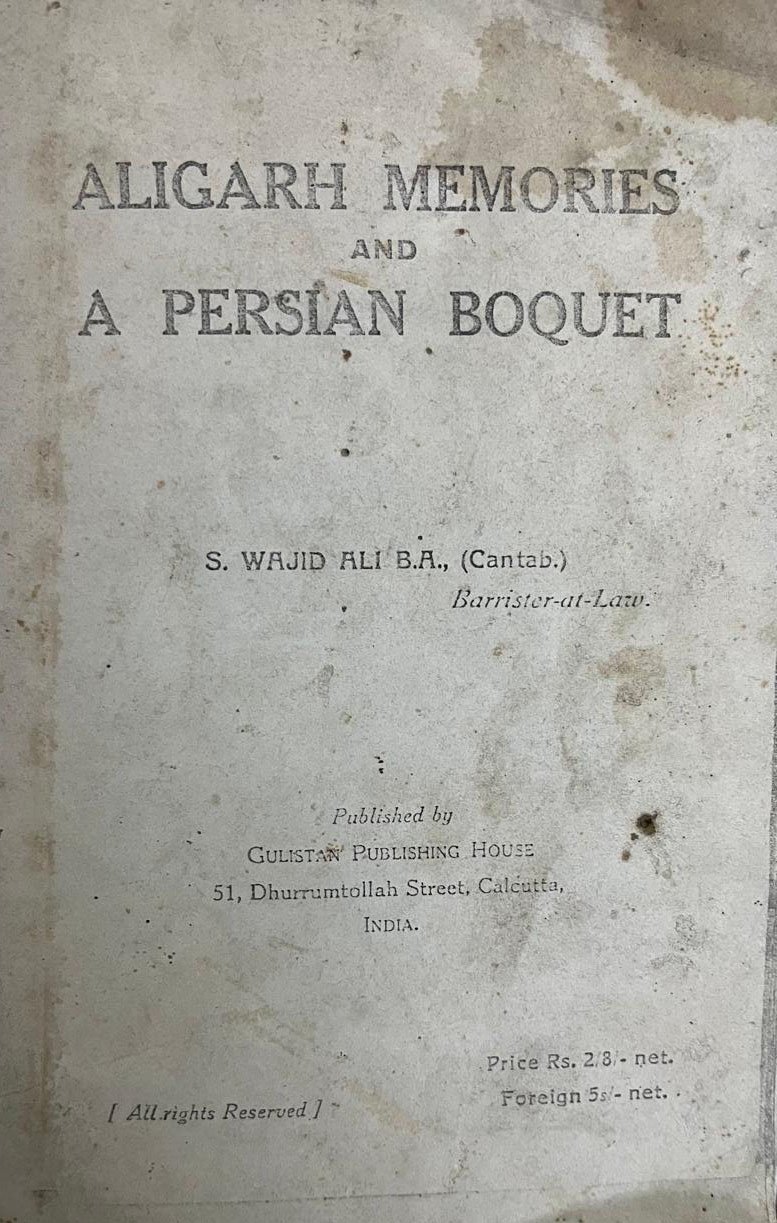 ALIGARH MEMORIES
AND
A PERSIAN BOQUET
S. WAJID ALI B.A., (Cantab.)
Barrister-at-Law.
Published by
GULISTAN PUBLISHING HOUSE
51, Dhurrumtollah Street, Calcutta,
INDIA.
Price Rs. 2/8/- net.
Foreign 5s/- net.
[ All rights Reserved ]